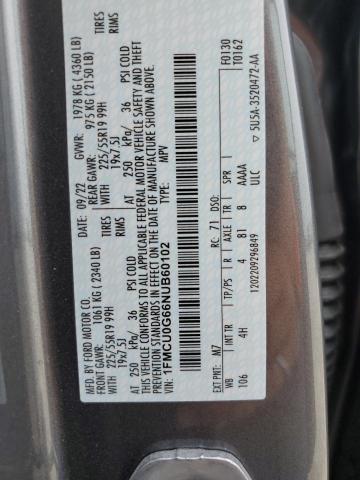 MFD. BY FORD MOTOR CO.
DATE: 09/22 GVWR: 1978 KG ( 4360 LB)
FRONT GAWR: 1061 KG ( 2340 LB) REAR GAWR: 975 KG ( 2150 LB)
WITH 225/55R19 99H TIRES WITH 225/55R19 99H TIRES
19x7.5J RIMS 19x7.5J RIMS
AT 250 kPa/ 36 PSI COLD AT 250 kPa/ 36 PSI COLD
THIS VEHICLE CONFORMS TO ALL APPLICABLE FEDERAL MOTOR VEHICLE SAFETY AND THEFT
PREVENTION STANDARDS IN EFFECT ON THE DATE OF MANUFACTURE SHOWN ABOVE.
VIN: 1FMCU0G66NUB60102
TYPE: MPV
F0130
T0162
EXT PNT: M7 RC: 71 DSO:
WB INT TR TP/PS R AXLE TR SPR
106 4H 4 81 8 AAAA
ULC
1202209296849
▽ 5U5A-3520472-AA